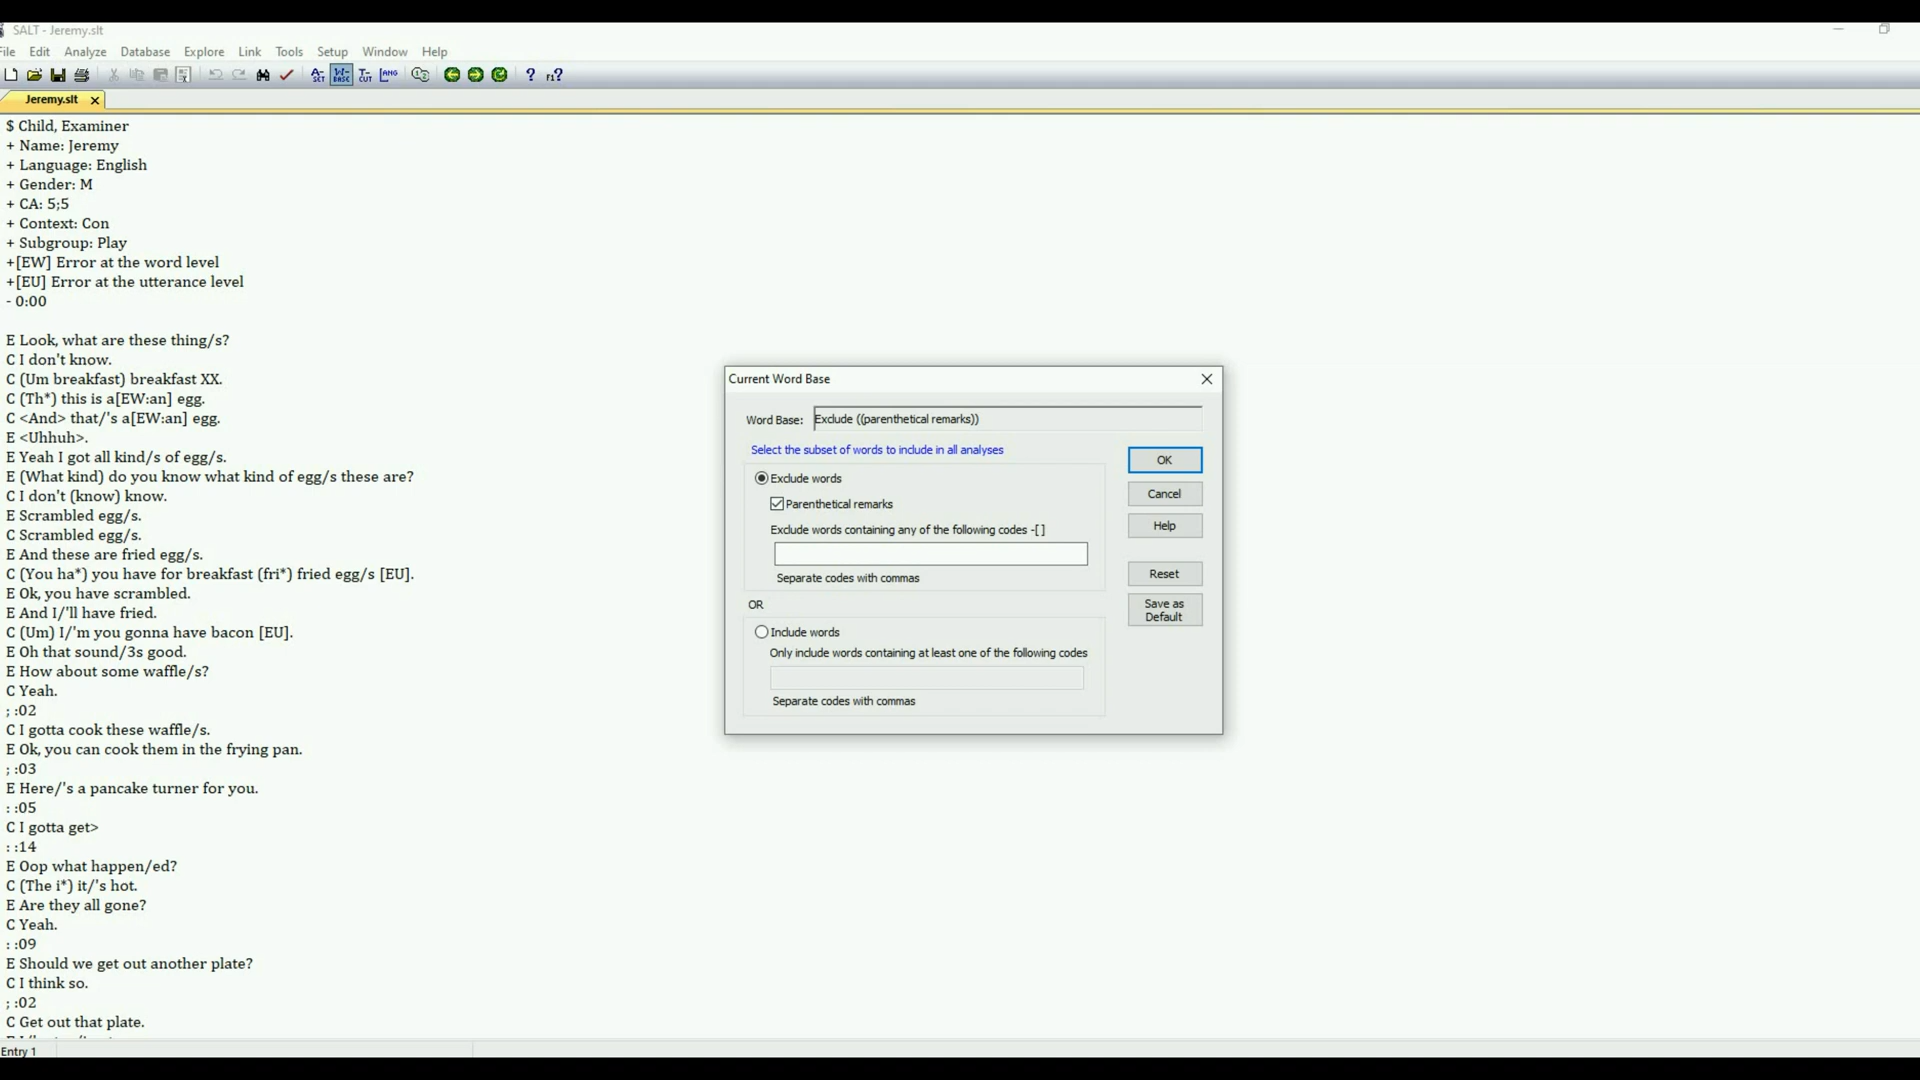 SALT - Jeremy.slt
File Edit Analyze Database Explore Link Tools Setup Window Help
A-SET W-BASE T-CUT LANG ? F1?
Jeremy.slt
$ Child, Examiner
+ Name: Jeremy
+ Language: English
+ Gender: M
+ CA: 5;5
+ Context: Con
+ Subgroup: Play
+[EW] Error at the word level
+[EU] Error at the utterance level
- 0:00
E Look, what are these thing/s?
C I don't know.
C (Um breakfast) breakfast XX.
C (Th*) this is a[EW:an] egg.
C <And> that/'s a[EW:an] egg.
E <Uhhuh>.
E Yeah I got all kind/s of egg/s.
E (What kind) do you know what kind of egg/s these are?
C I don't (know) know.
E Scrambled egg/s.
C Scrambled egg/s.
E And these are fried egg/s.
C (You ha*) you have for breakfast (fri*) fried egg/s [EU].
E Ok, you have scrambled.
E And I/'ll have fried.
C (Um) I/'m you gonna have bacon [EU].
E Oh that sound/3s good.
E How about some waffle/s?
C Yeah.
; :02
C I gotta cook these waffle/s.
E Ok, you can cook them in the frying pan.
; :03
E Here/'s a pancake turner for you.
: :05
C I gotta get>
: :14
E Oop what happen/ed?
C (The i*) it/'s hot.
E Are they all gone?
C Yeah.
: :09
E Should we get out another plate?
C I think so.
; :02
C Get out that plate.
Entry 1
Current Word Base
Word Base: Exclude ((parenthetical remarks))
Select the subset of words to include in all analyses
Exclude words
Parenthetical remarks
Exclude words containing any of the following codes -[ ]
Separate codes with commas
OR
Include words
Only include words containing at least one of the following codes
Separate codes with commas
OK
Cancel
Help
Reset
Save as
Default